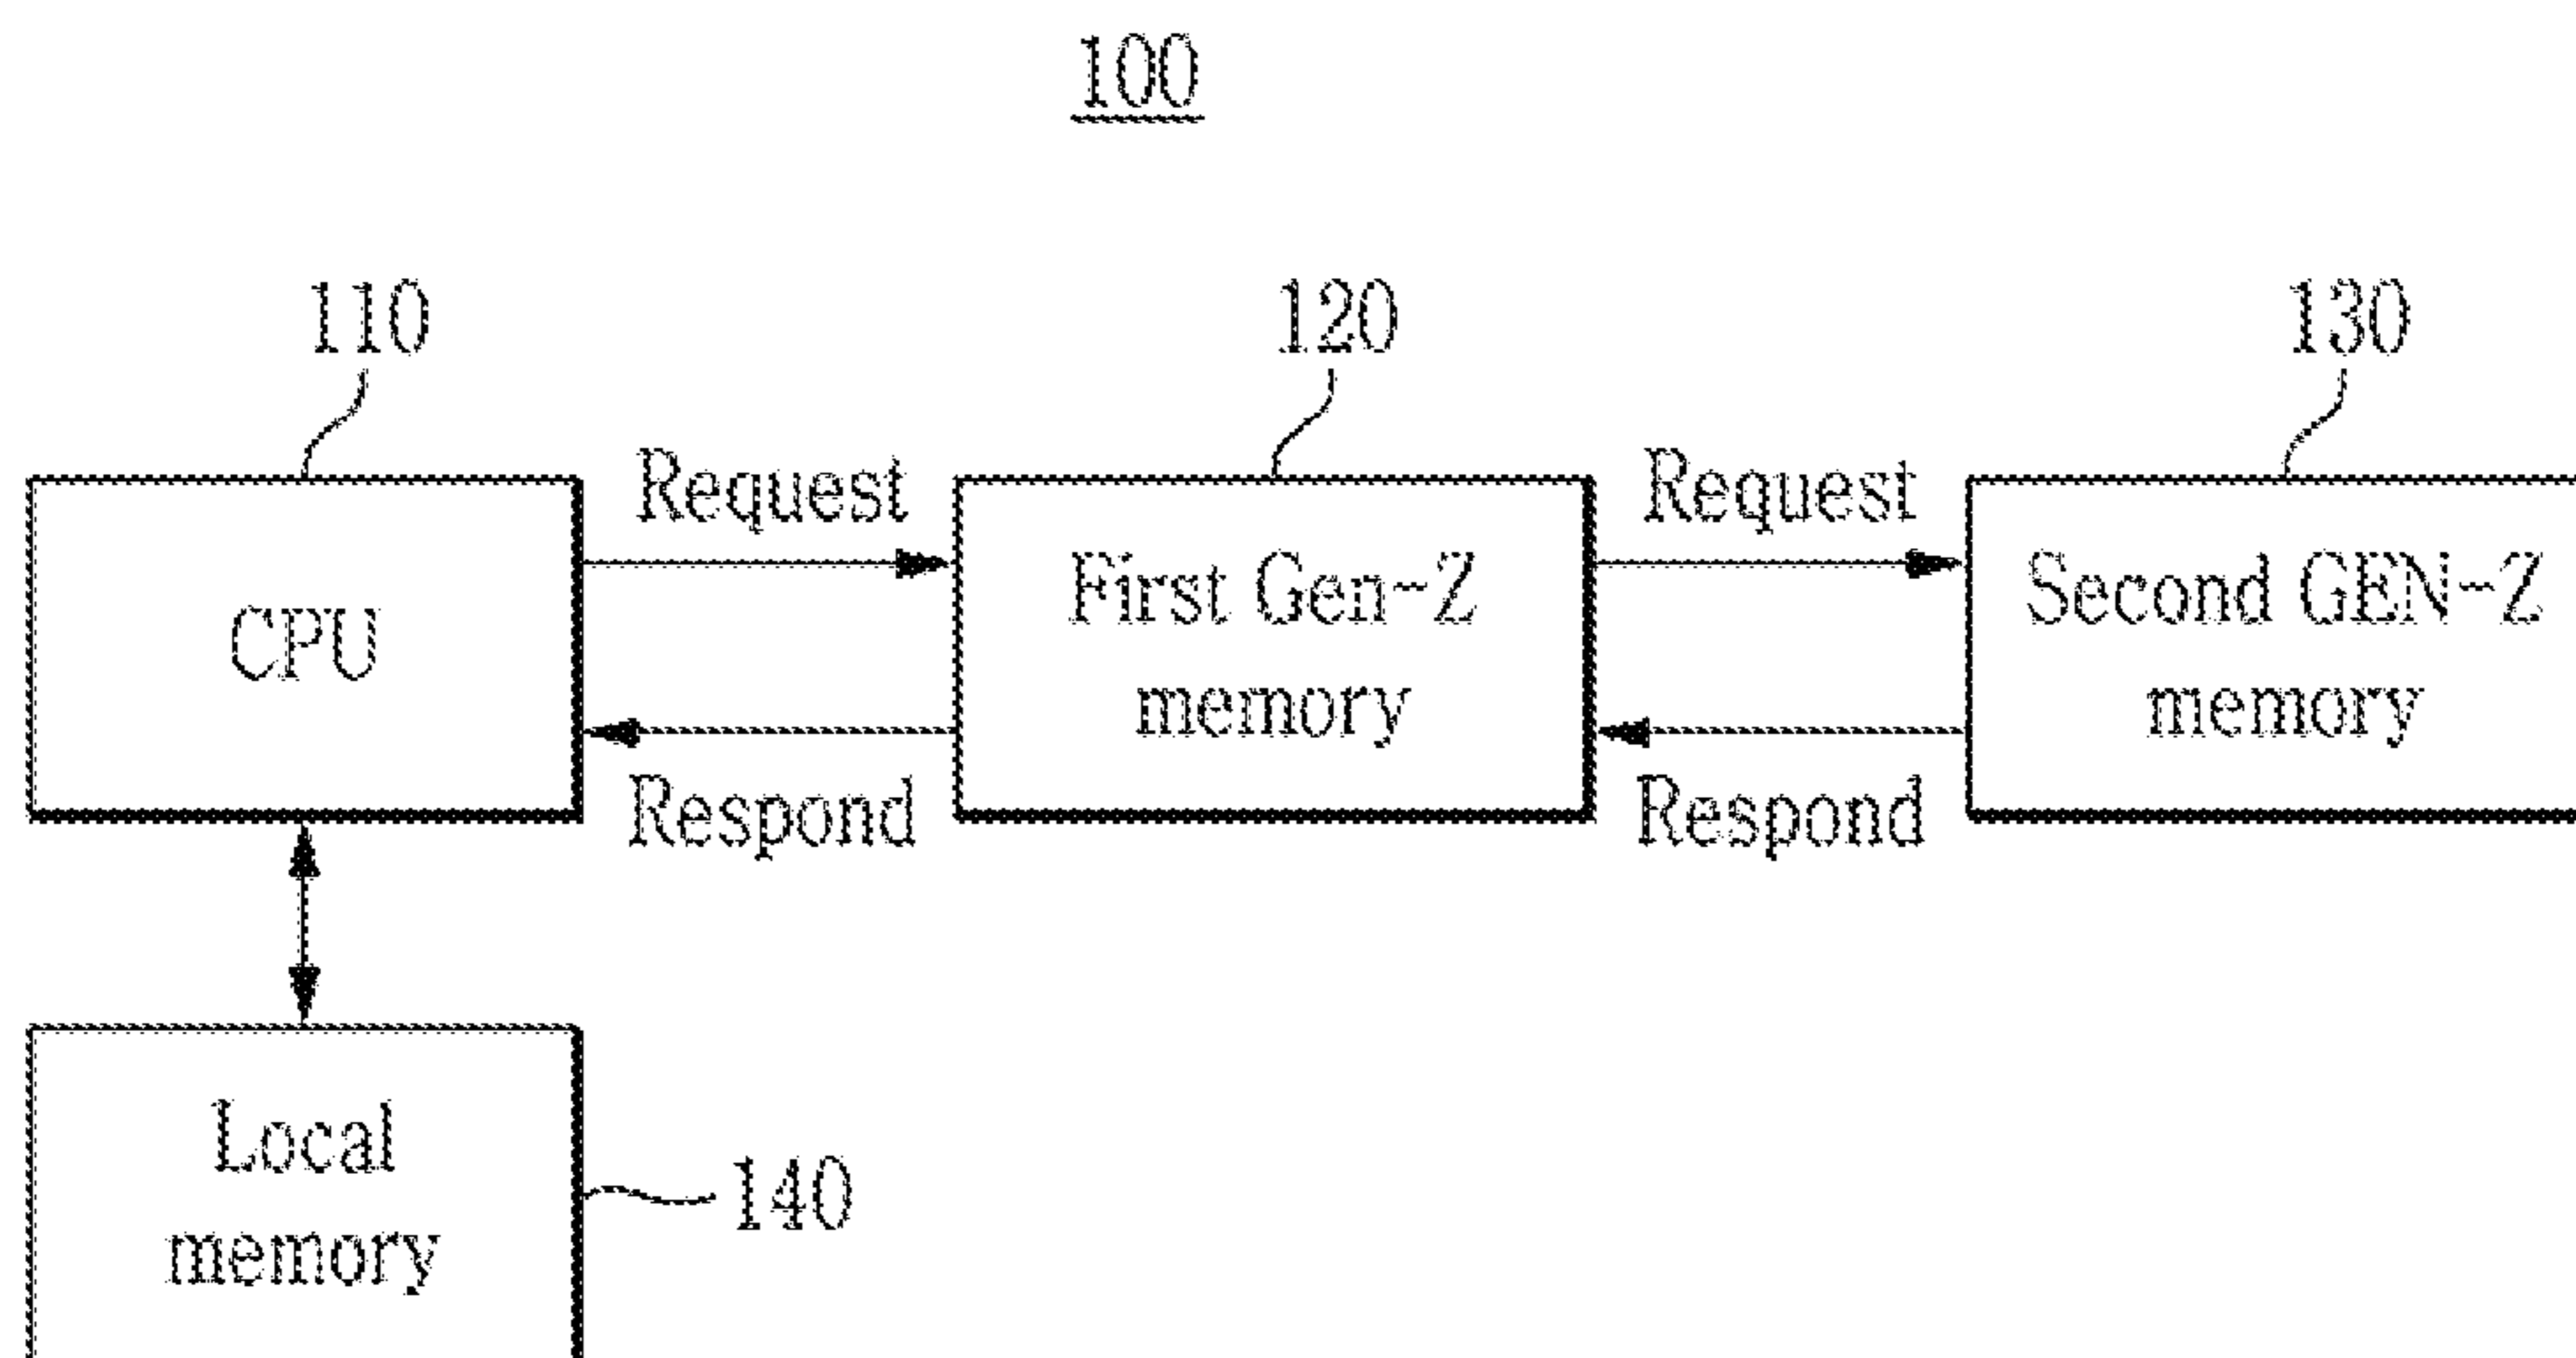 100
110
120
130
Request
Request
CPU
First Gen-Z
memory
Second GEN-Z
memory
Respond
Respond
Local
memory
140